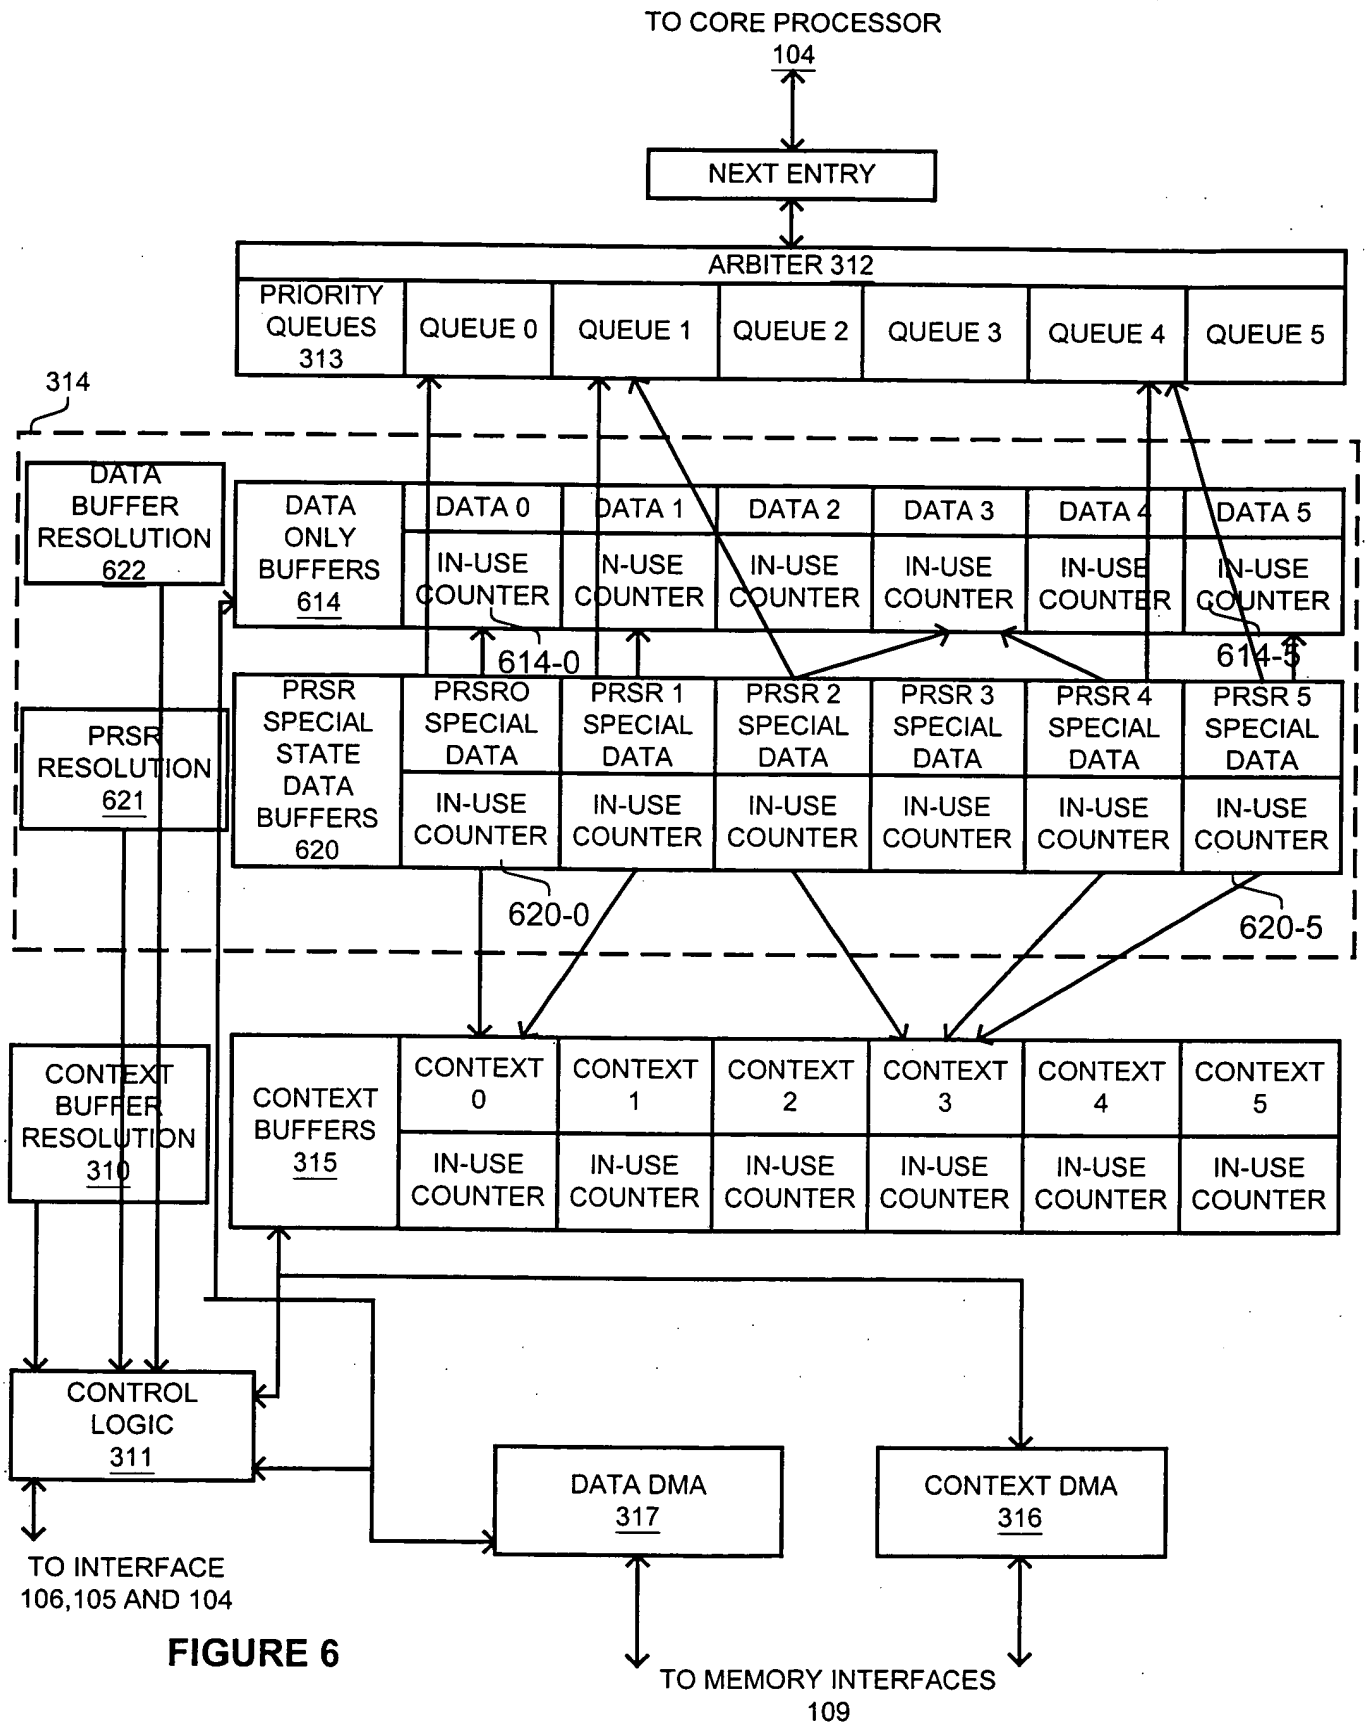 TO CORE PROCESSOR
104
NEXT ENTRY
ARBITER 312
PRIORITY
QUEUES
313
QUEUE 0
QUEUE 1
QUEUE 2
QUEUE 3
QUEUE 4
QUEUE 5
314
DATA
BUFFER
RESOLUTION
622
DATA
ONLY
BUFFERS
614
DATA 0
DATA 1
DATA 2
DATA 3
DATA 4
DATA 5
IN-USE
COUNTER
N-USE
COUNTER
IN-USE
COUNTER
IN-USE
COUNTER
IN-USE
COUNTER
IN-USE
COUNTER
614-0
614-5
PRSR
RESOLUTION
621
PRSR
SPECIAL
STATE
DATA
BUFFERS
620
PRSRO
SPECIAL
DATA
PRSR 1
SPECIAL
DATA
PRSR 2
SPECIAL
DATA
PRSR 3
SPECIAL
DATA
PRSR 4
SPECIAL
DATA
PRSR 5
SPECIAL
DATA
IN-USE
COUNTER
IN-USE
COUNTER
IN-USE
COUNTER
IN-USE
COUNTER
IN-USE
COUNTER
IN-USE
COUNTER
620-0
620-5
CONTEXT
BUFFER
RESOLUTION
310
CONTEXT
BUFFERS
315
CONTEXT
0
CONTEXT
1
CONTEXT
2
CONTEXT
3
CONTEXT
4
CONTEXT
5
IN-USE
COUNTER
IN-USE
COUNTER
IN-USE
COUNTER
IN-USE
COUNTER
IN-USE
COUNTER
IN-USE
COUNTER
CONTROL
LOGIC
311
DATA DMA
317
CONTEXT DMA
316
TO INTERFACE
106,105 AND 104
FIGURE 6
TO MEMORY INTERFACES
109